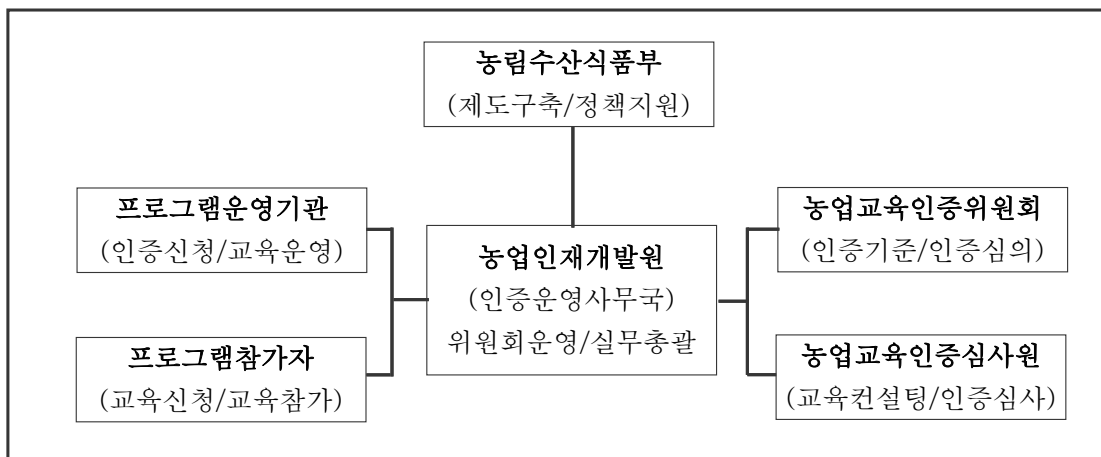 농림수산식품부
(제도구축/정책지원)
프로그램운영기관
(인증신청/교육운영)
농업교육인증위원회
(인증기준/인증심의)
농업인재개발원
(인증운영사무국)
위원회운영/실무총괄
프로그램참가자
(교육신청/교육참가)
농업교육인증심사원
(교육컨설팅/인증심사)